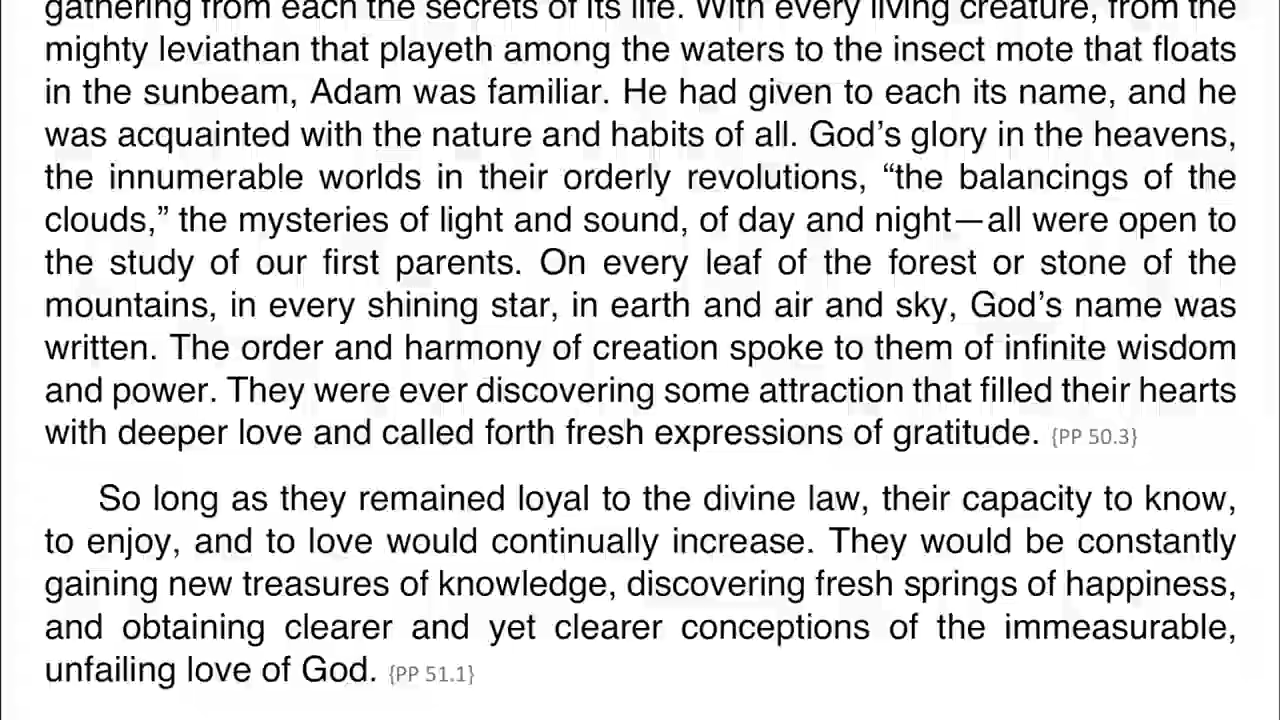 gathering from each the secrets of its life. With every living creature, from the
mighty leviathan that playeth among the waters to the insect mote that floats
in the sunbeam, Adam was familiar. He had given to each its name, and he
was acquainted with the nature and habits of all. God’s glory in the heavens,
the innumerable worlds in their orderly revolutions, “the balancings of the
clouds,” the mysteries of light and sound, of day and night—all were open to
the study of our first parents. On every leaf of the forest or stone of the
mountains, in every shining star, in earth and air and sky, God’s name was
written. The order and harmony of creation spoke to them of infinite wisdom
and power. They were ever discovering some attraction that filled their hearts
with deeper love and called forth fresh expressions of gratitude. {PP 50.3}
So long as they remained loyal to the divine law, their capacity to know,
to enjoy, and to love would continually increase. They would be constantly
gaining new treasures of knowledge, discovering fresh springs of happiness,
and obtaining clearer and yet clearer conceptions of the immeasurable,
unfailing love of God. {PP 51.1}